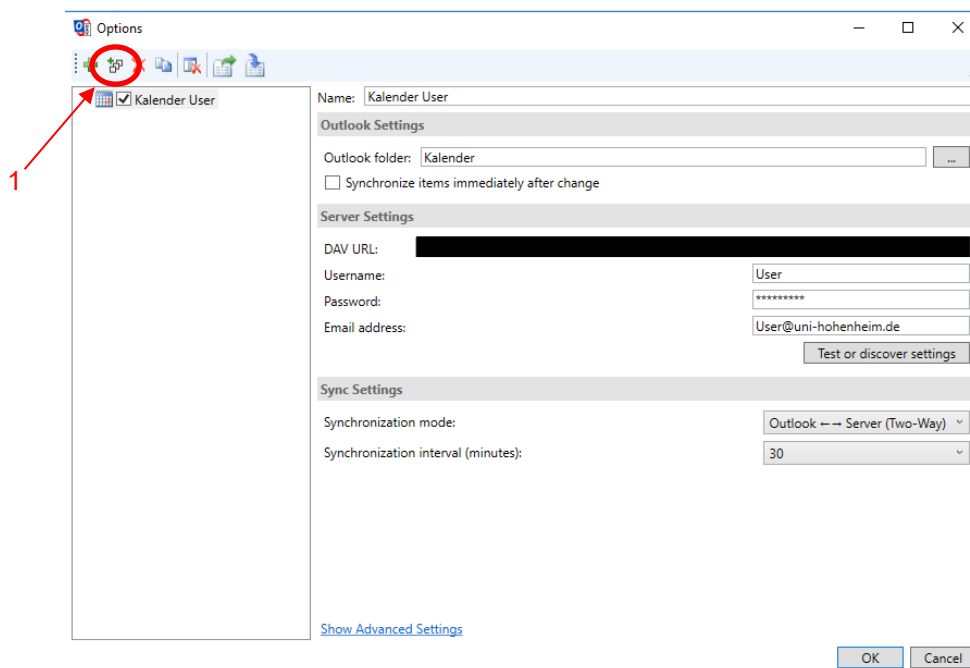 Options
1
Kalender User
Name: Kalender User
Outlook Settings
Outlook folder: Kalender ...
Synchronize items immediately after change
Server Settings
DAV URL:
Username: User
Password: *********
Email address: User@uni-hohenheim.de
Test or discover settings
Sync Settings
Synchronization mode: Outlook ←→ Server (Two-Way)
Synchronization interval (minutes): 30
Show Advanced Settings
OK Cancel